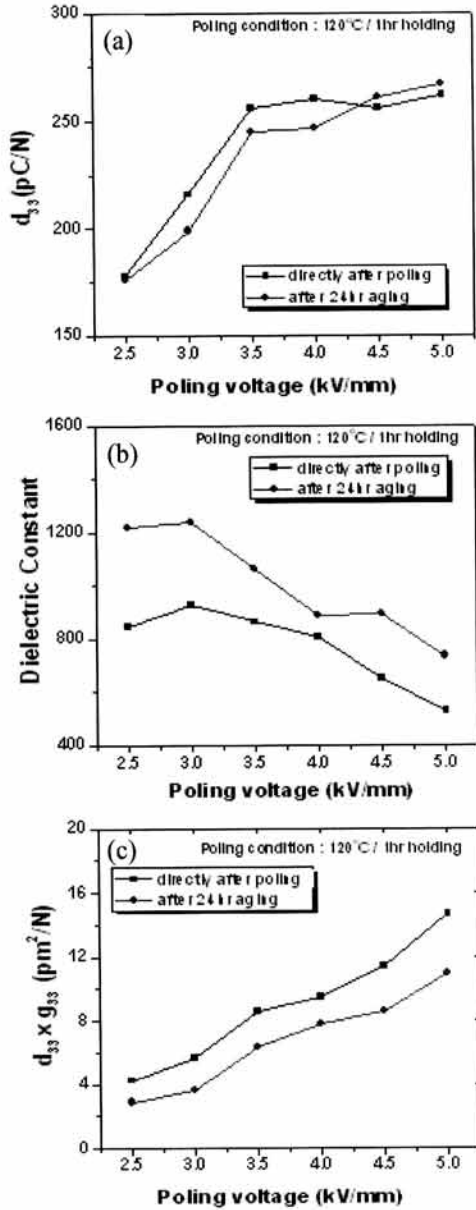 300
(a)
Poling condition : 120°C / 1hr holding
250
d33 (pC/N)
200
directly after poling
after 24hr aging
150
2.5 3.0 3.5 4.0 4.5 5.0
Poling voltage (kV/mm)
1600
Poling condition : 120°C / 1hr holding
(b)
directly after poling
after 24hr aging
1200
Dielectric Constant
800
400
2.5 3.0 3.5 4.0 4.5 5.0
Poling voltage (kV/mm)
20
(c)
Poling condition : 120°C / 1hr holding
directly after poling
after 24hr aging
16
12
d33 x g33 (pm²/N)
8
4
0
2.5 3.0 3.5 4.0 4.5 5.0
Poling voltage (kV/mm)